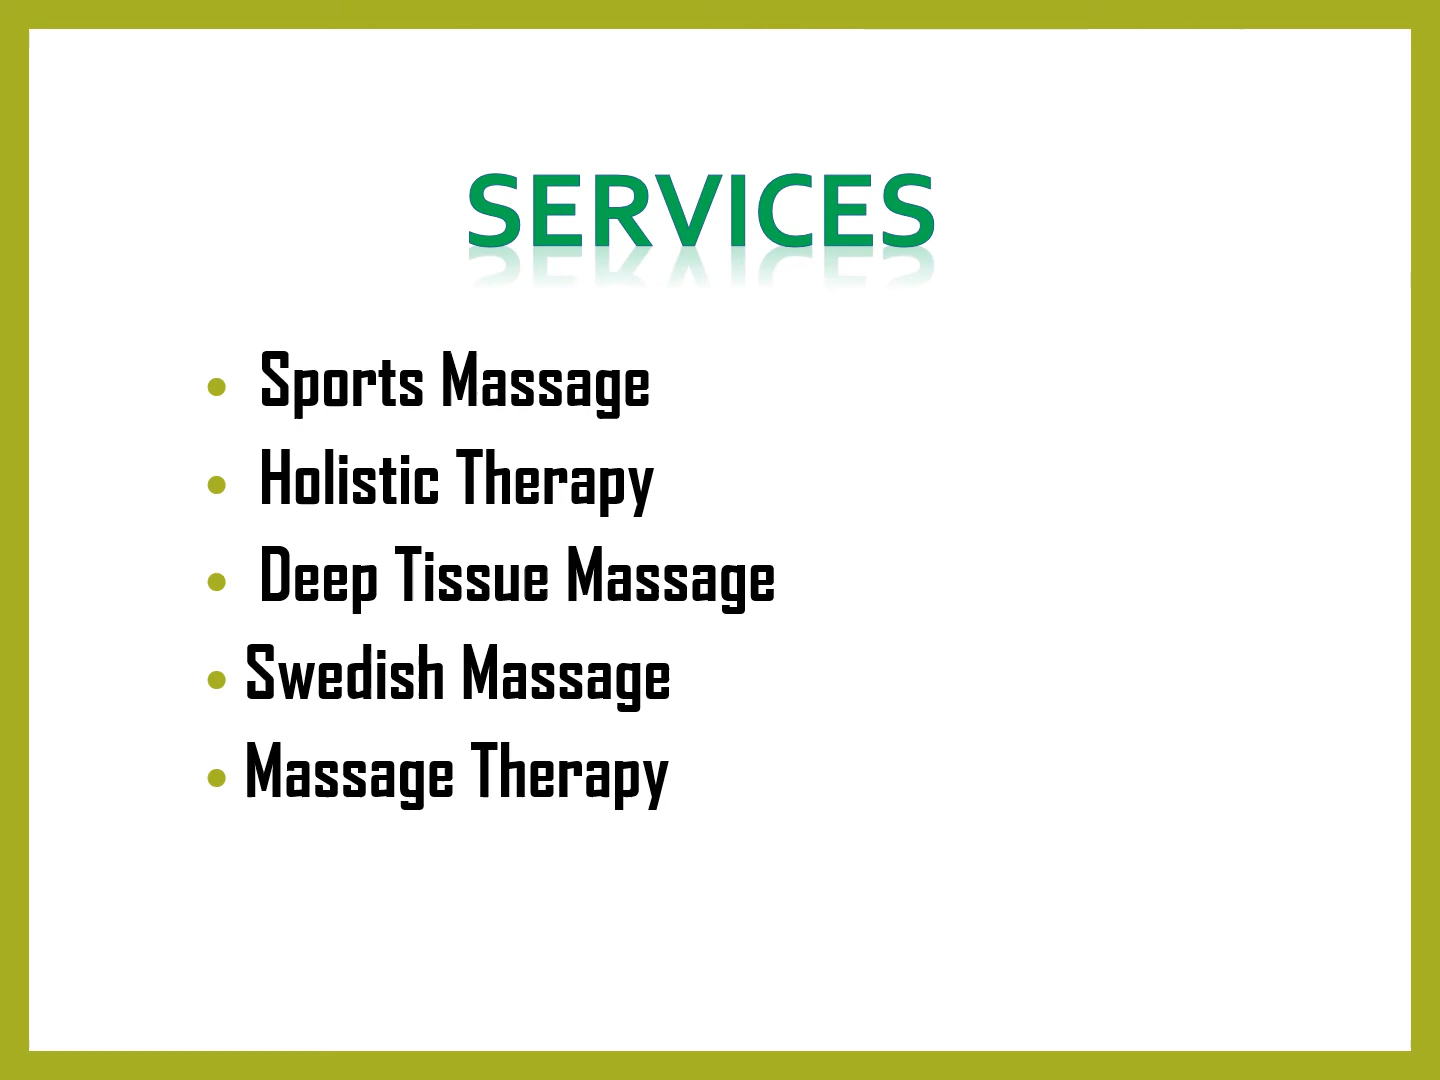 SERVICES
• Sports Massage
• Holistic Therapy
• Deep Tissue Massage
• Swedish Massage
• Massage Therapy